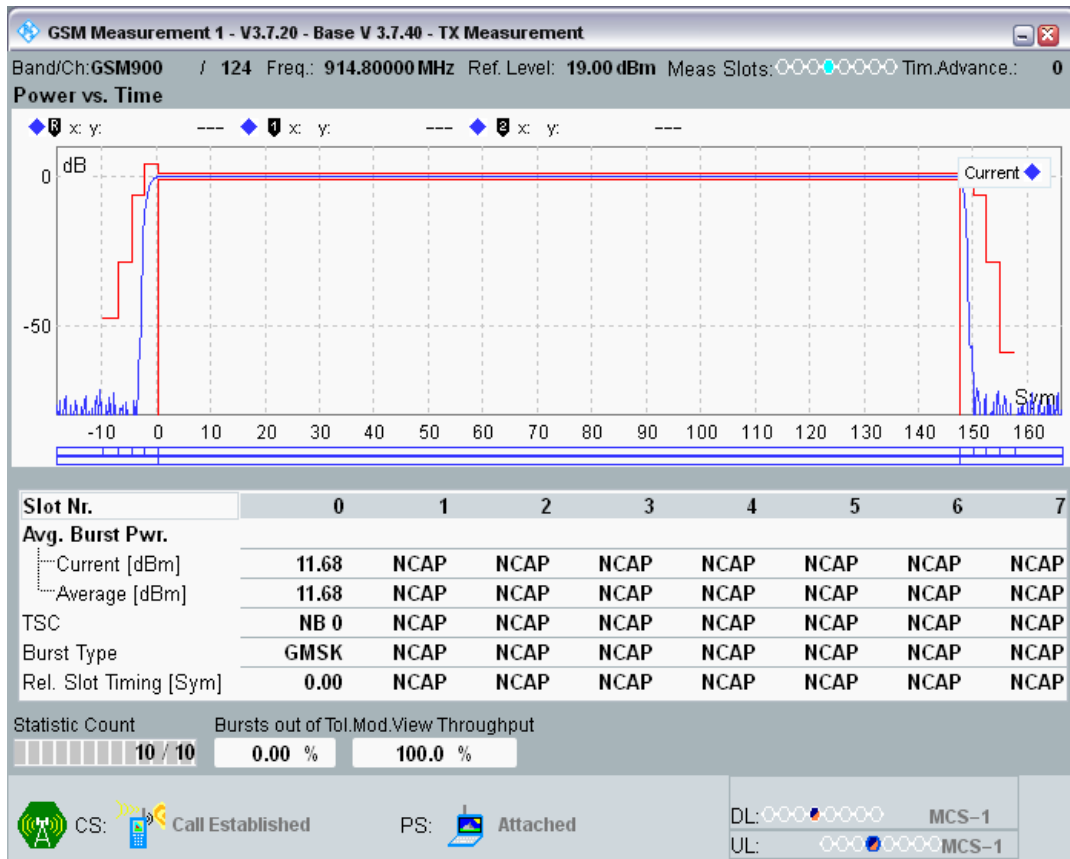 GSM Measurement 1 - V3.7.20 - Base V 3.7.40 - TX Measurement
Band/Ch:GSM900 / 124 Freq.: 914.80000 MHz Ref. Level: 19.00 dBm Meas Slots: Tim.Advance.: 0
Power vs. Time
R x: y: --- 1 x: y: --- 2 x: y: ---
dB
Current
0
-50
Sym
-10 0 10 20 30 40 50 60 70 80 90 100 110 120 130 140 150 160
Slot Nr. 0 1 2 3 4 5 6 7
Avg. Burst Pwr.
Current [dBm] 11.68 NCAP NCAP NCAP NCAP NCAP NCAP NCAP
Average [dBm] 11.68 NCAP NCAP NCAP NCAP NCAP NCAP NCAP
TSC NB 0 NCAP NCAP NCAP NCAP NCAP NCAP NCAP
Burst Type GMSK NCAP NCAP NCAP NCAP NCAP NCAP NCAP
Rel. Slot Timing [Sym] 0.00 NCAP NCAP NCAP NCAP NCAP NCAP NCAP
Statistic Count Bursts out of Tol. Mod.View Throughput
10 / 10 0.00 % 100.0 %
CS: Call Established PS: Attached DL: MCS-1
UL: MCS-1